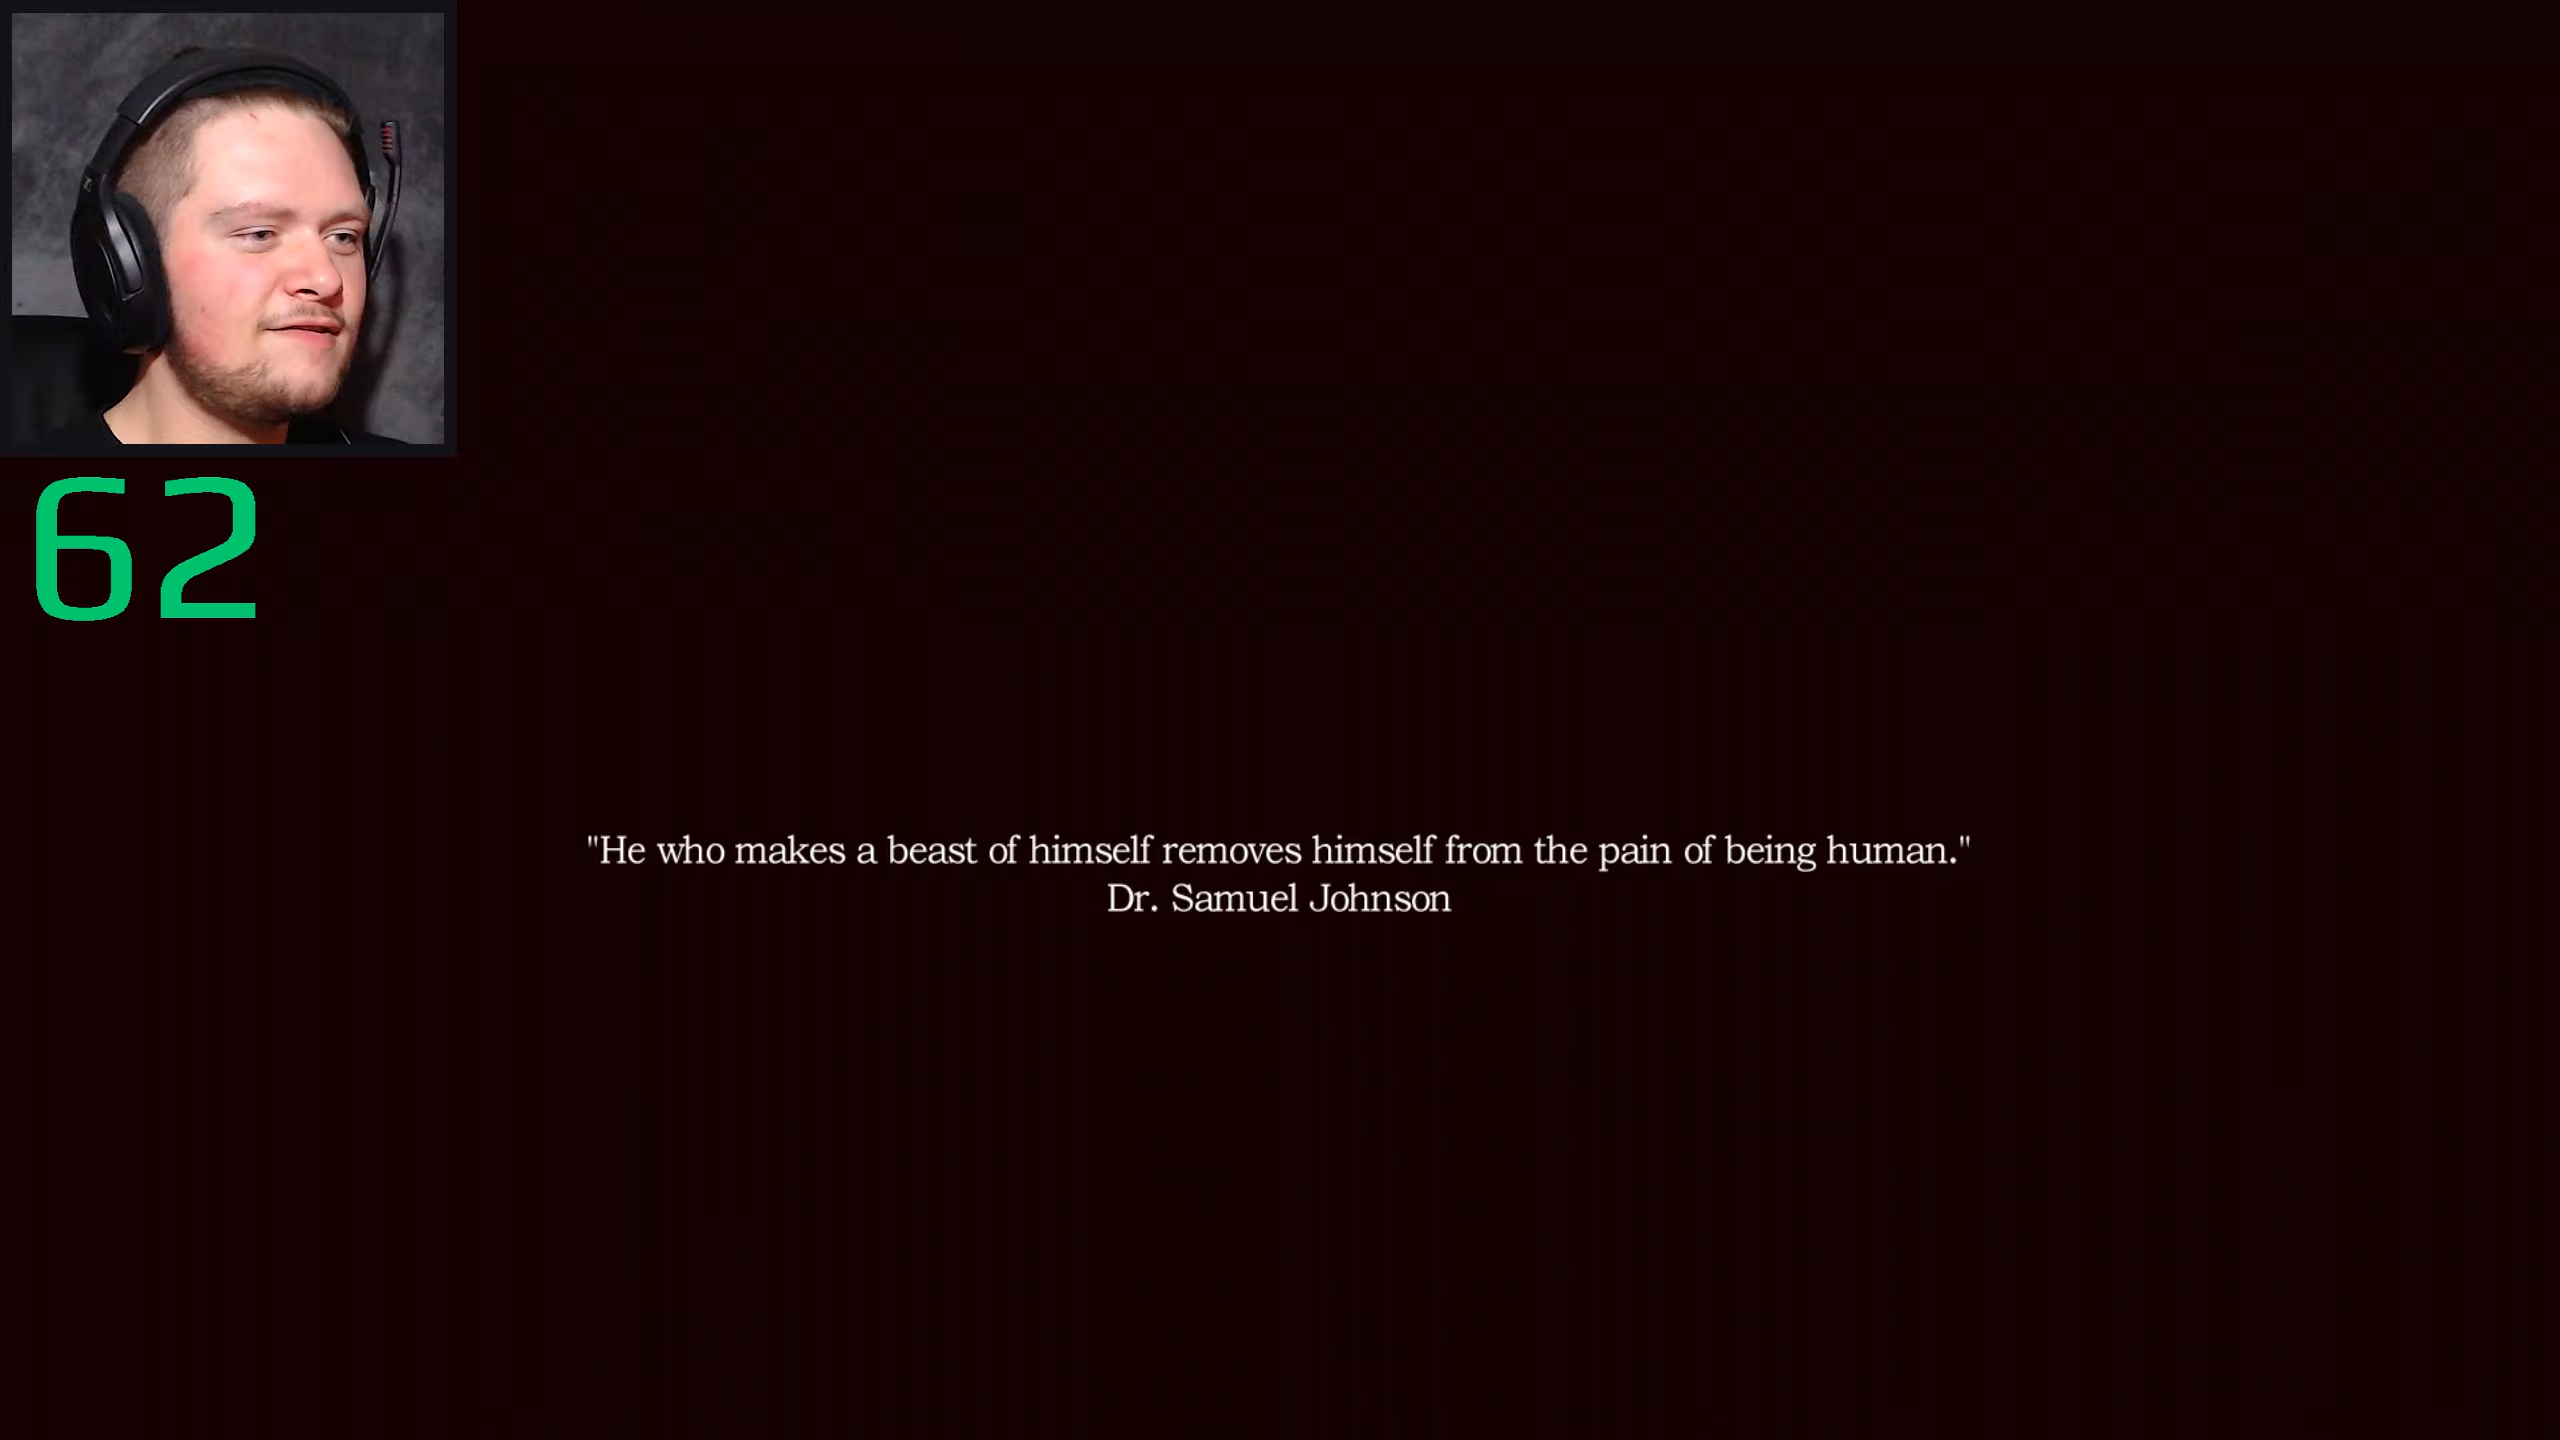 62
"He who makes a beast of himself removes himself from the pain of being human."
Dr. Samuel Johnson